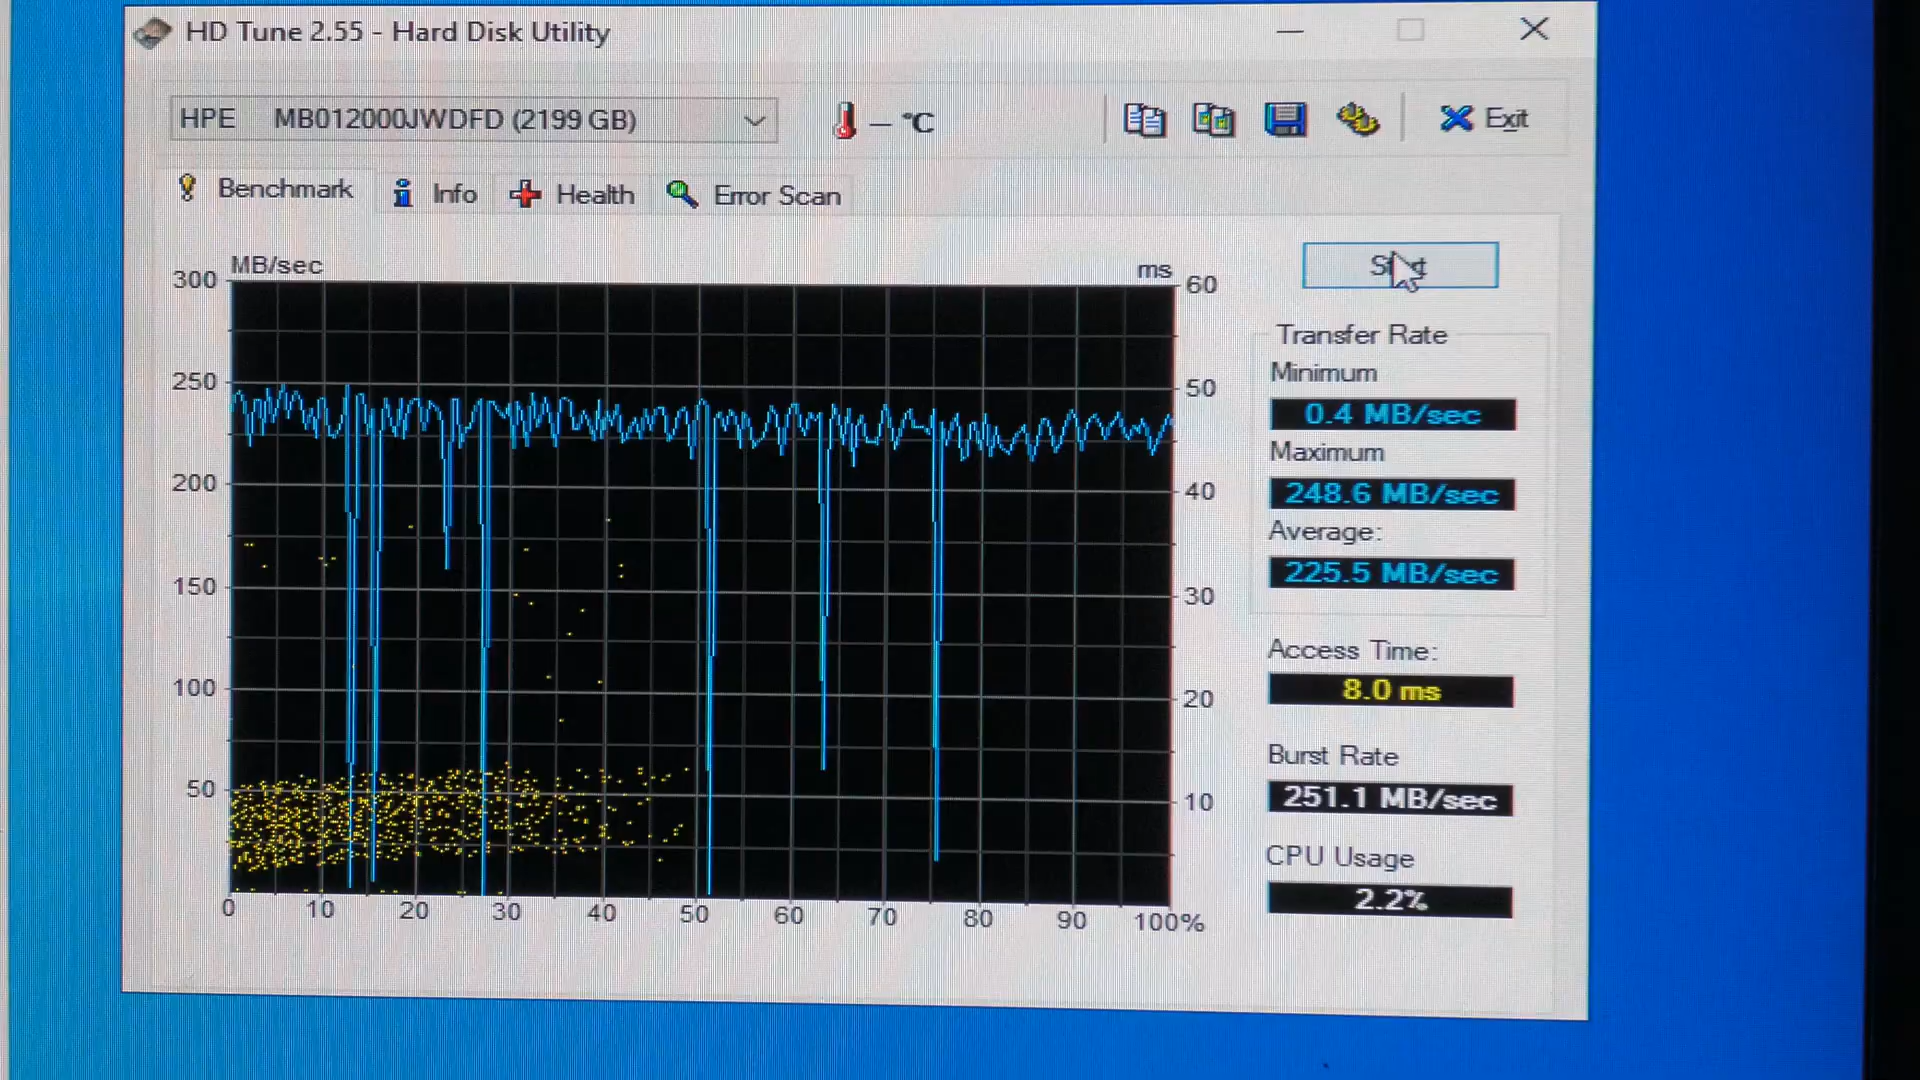 HD Tune 2.55 - Hard Disk Utility
HPE MB012000JWDFD (2199 GB)
– °C
Exit
Benchmark
Info
Health
Error Scan
MB/sec
ms
300
250
200
150
100
50
60
50
40
30
20
10
0
10
20
30
40
50
60
70
80
90
100%
Transfer Rate
Minimum
0.4 MB/sec
Maximum
248.6 MB/sec
Average:
225.5 MB/sec
Access Time:
8.0 ms
Burst Rate
251.1 MB/sec
CPU Usage
2.2%